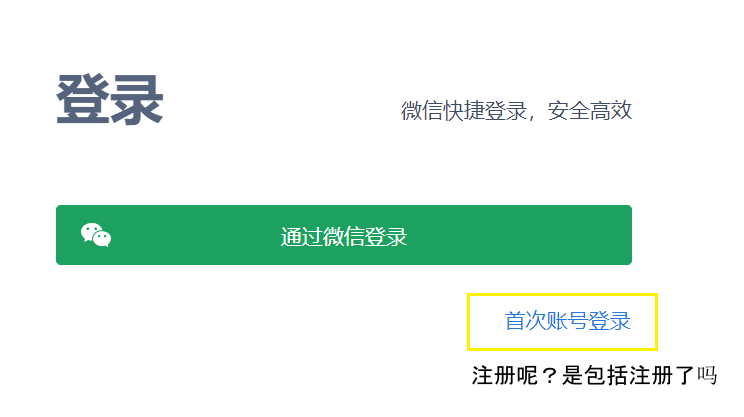 登录
微信快捷登录，安全高效
通过微信登录
首次账号登录
注册呢？是包括注册了吗